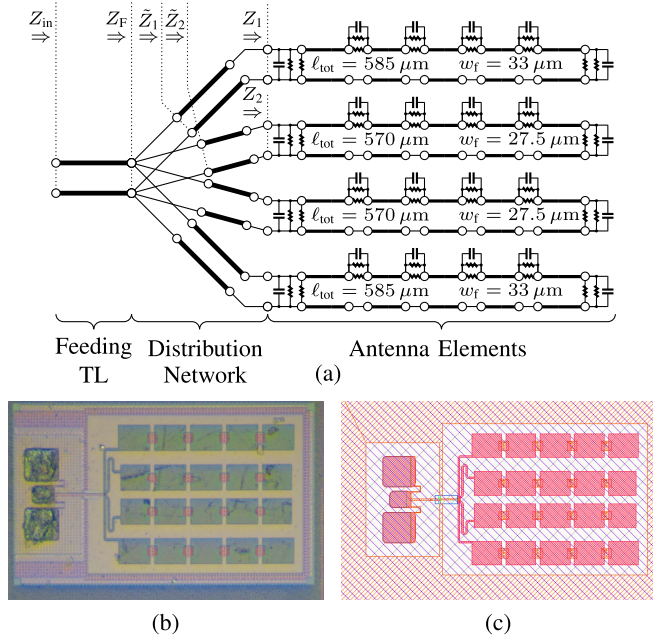 Z_in Z_F Z̃_1 Z̃_2 Z_1
⇒ ⇒ ⇒ ⇒ ⇒
ℓ_tot = 585 μm w_f = 33 μm
Z_2
⇒
ℓ_tot = 570 μm w_f = 27.5 μm
ℓ_tot = 570 μm w_f = 27.5 μm
ℓ_tot = 585 μm w_f = 33 μm
Feeding
TL
Distribution
Network
Antenna Elements
(a)
(b)
(c)